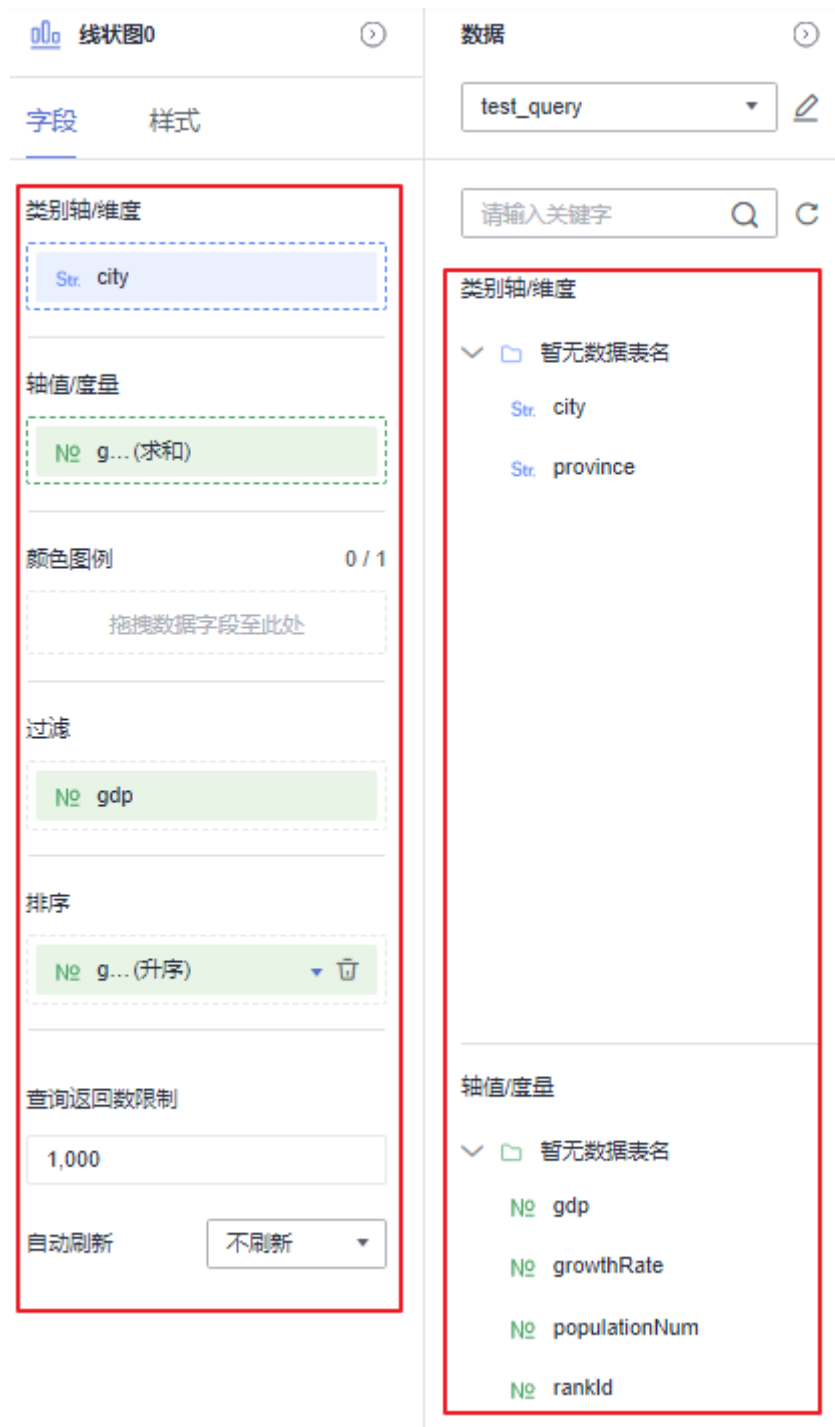 线状图0
字段
样式
类别轴/维度
Str. city
轴值/度量
№ g... (求和)
颜色图例
0 / 1
拖拽数据字段至此处
过滤
№ gdp
排序
№ g... (升序)
查询返回数限制
1,000
自动刷新
不刷新
数据
test_query
请输入关键字
类别轴/维度
暂无数据表名
Str. city
Str. province
轴值/度量
暂无数据表名
№ gdp
№ growthRate
№ populationNum
№ rankId